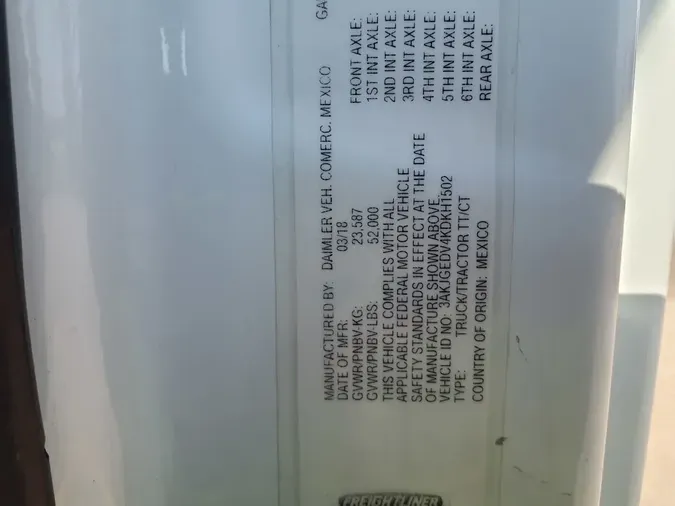 MANUFACTURED BY: DAIMLER VEH. COMERC. MEXICO GA
DATE OF MFR: 03/18
GVWR/PNBV-KG: 23,587 FRONT AXLE:
GVWR/PNBV-LBS: 52,000 1ST INT AXLE:
THIS VEHICLE COMPLIES WITH ALL 2ND INT AXLE:
APPLICABLE FEDERAL MOTOR VEHICLE 3RD INT AXLE:
SAFETY STANDARDS IN EFFECT AT THE DATE
OF MANUFACTURE SHOWN ABOVE. 4TH INT AXLE:
VEHICLE ID NO: 3AKJGEDV4KDKH1502 5TH INT AXLE:
TYPE: TRUCK/TRACTOR TT/CT 6TH INT AXLE:
COUNTRY OF ORIGIN: MEXICO REAR AXLE:
FREIGHTLINER